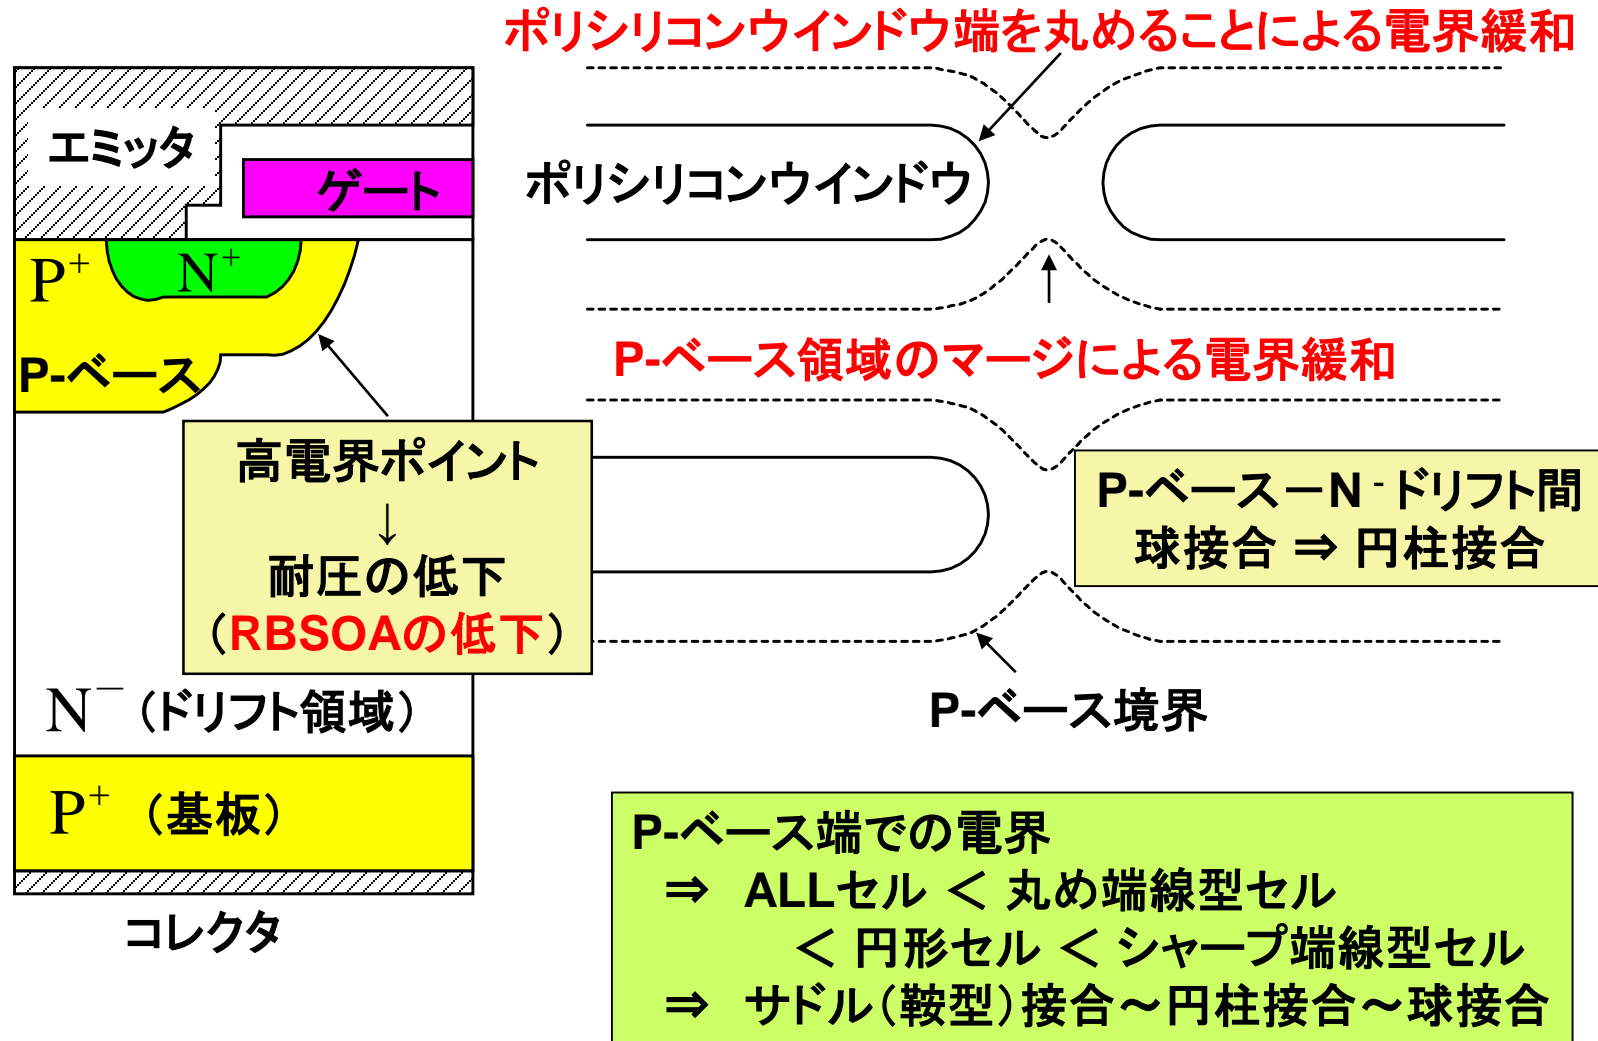 ポリシリコンウインドウ端を丸めることによる電界緩和
エミッタ
ゲート
ポリシリコンウインドウ
P⁺
N⁺
P-ベース
P-ベース領域のマージによる電界緩和
高電界ポイント
↓
耐圧の低下
(RBSOAの低下)
P-ベース－N⁻ドリフト間
球接合 ⇒ 円柱接合
N⁻(ドリフト領域)
P-ベース境界
P⁺ (基板)
コレクタ
P-ベース端での電界
⇒ ALLセル ＜ 丸め端線型セル
＜ 円形セル ＜ シャープ端線型セル
⇒ サドル(鞍型)接合～円柱接合～球接合